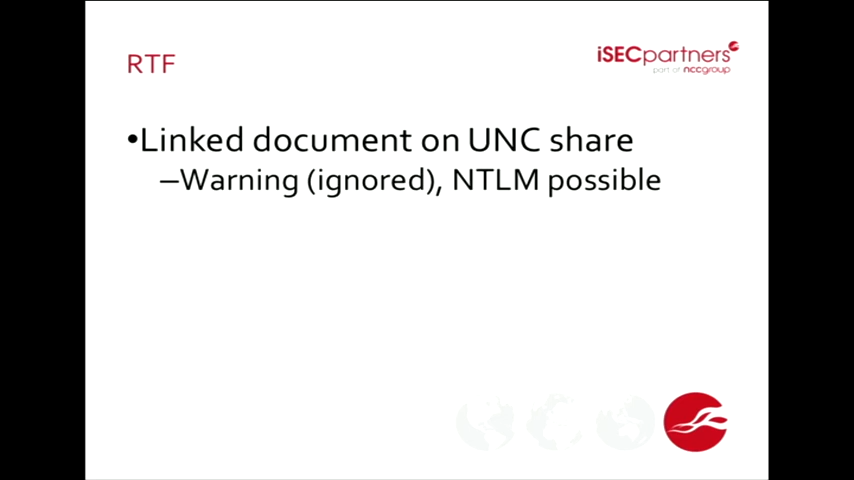 RTF
iSECpartners
part of nccgroup
•Linked document on UNC share
–Warning (ignored), NTLM possible